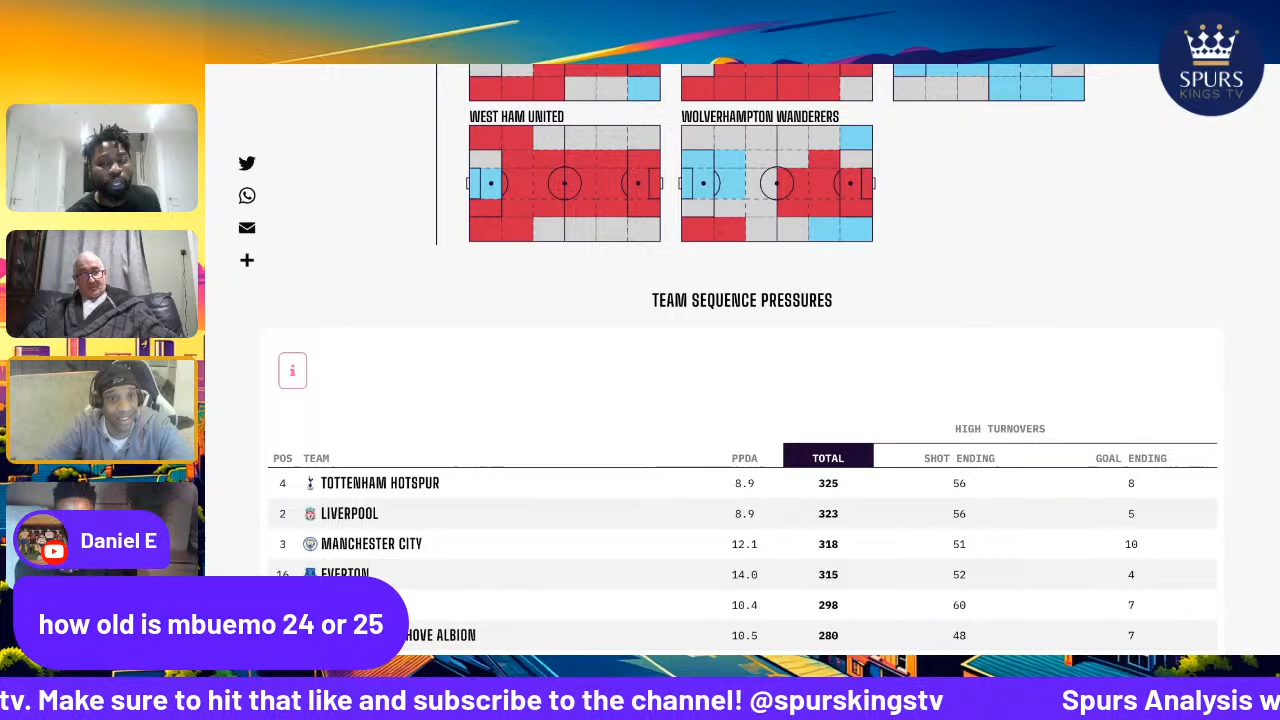 SPURS
KINGS TV
WEST HAM UNITED
WOLVERHAMPTON WANDERERS
TEAM SEQUENCE PRESSURES
i
HIGH TURNOVERS
POS TEAM PPDA TOTAL SHOT ENDING GOAL ENDING
4 TOTTENHAM HOTSPUR 8.9 325 56 8
2 LIVERPOOL 8.9 323 56 5
3 MANCHESTER CITY 12.1 318 51 10
16 EVERTON 14.0 315 52 4
10.4 298 60 7
HOVE ALBION 10.5 280 48 7
Daniel E
how old is mbuemo 24 or 25
tv. Make sure to hit that like and subscribe to the channel! @spurskingstv Spurs Analysis w